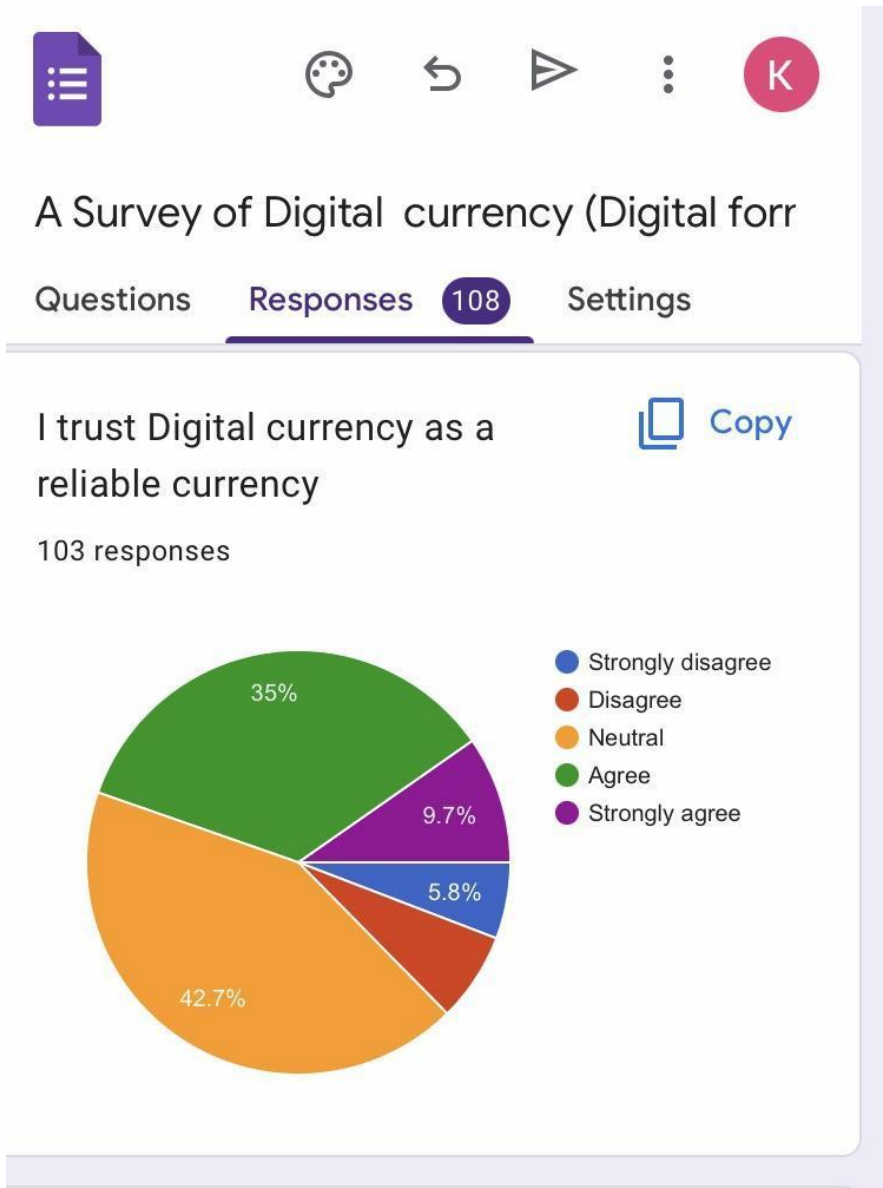 K
A Survey of Digital currency (Digital forr
Questions Responses 108 Settings
I trust Digital currency as a
reliable currency
Copy
103 responses
35%
9.7%
5.8%
42.7%
Strongly disagree
Disagree
Neutral
Agree
Strongly agree